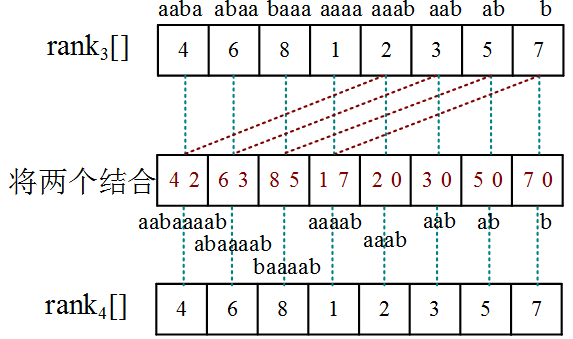 aaba abaa baaa aaaa aaab aab ab b
rank₃[] 4 6 8 1 2 3 5 7
将两个结合 4 2 6 3 8 5 1 7 2 0 3 0 5 0 7 0
aabaaaab abaaaab baaaab aaaab aaab aab ab b
rank₄[] 4 6 8 1 2 3 5 7